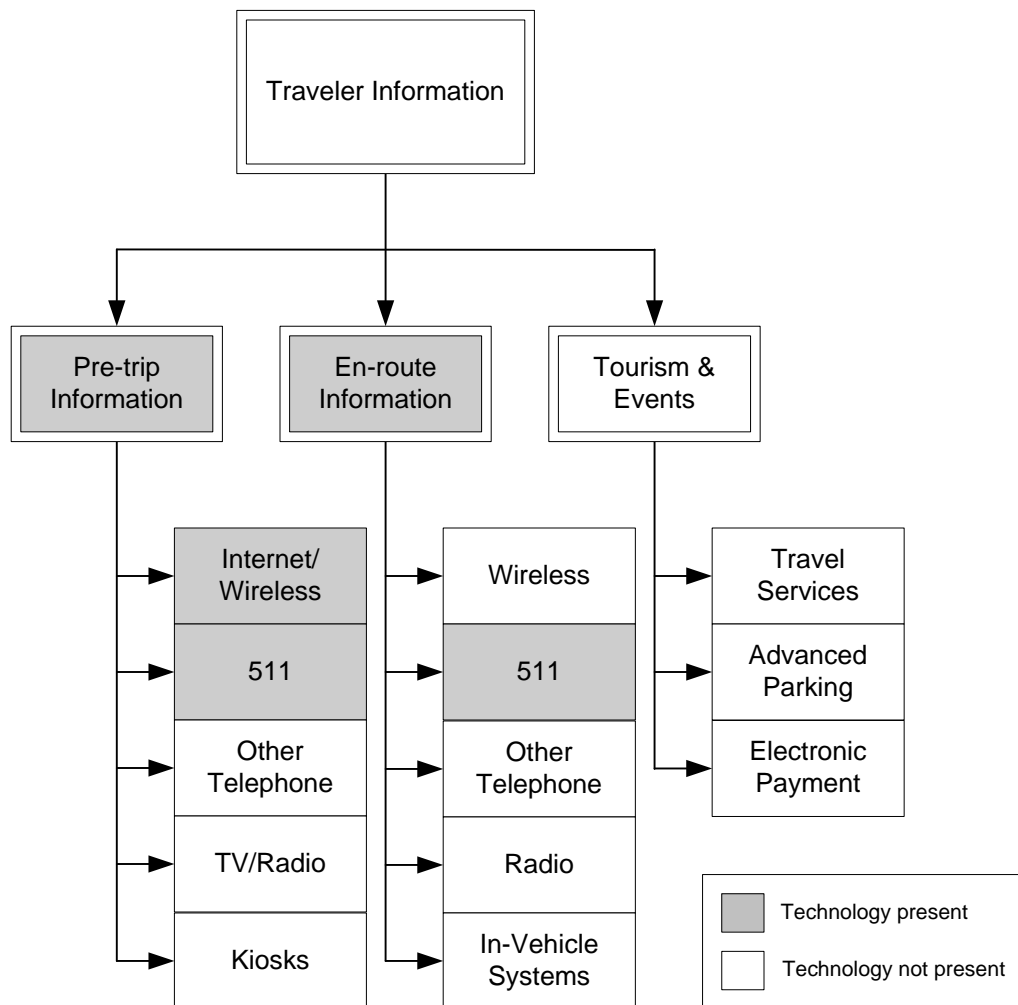 Traveler Information
Pre-trip
Information
En-route
Information
Tourism &
Events
Internet/
Wireless
511
Other
Telephone
TV/Radio
Kiosks
Wireless
511
Other
Telephone
Radio
In-Vehicle
Systems
Travel
Services
Advanced
Parking
Electronic
Payment
Technology present
Technology not present